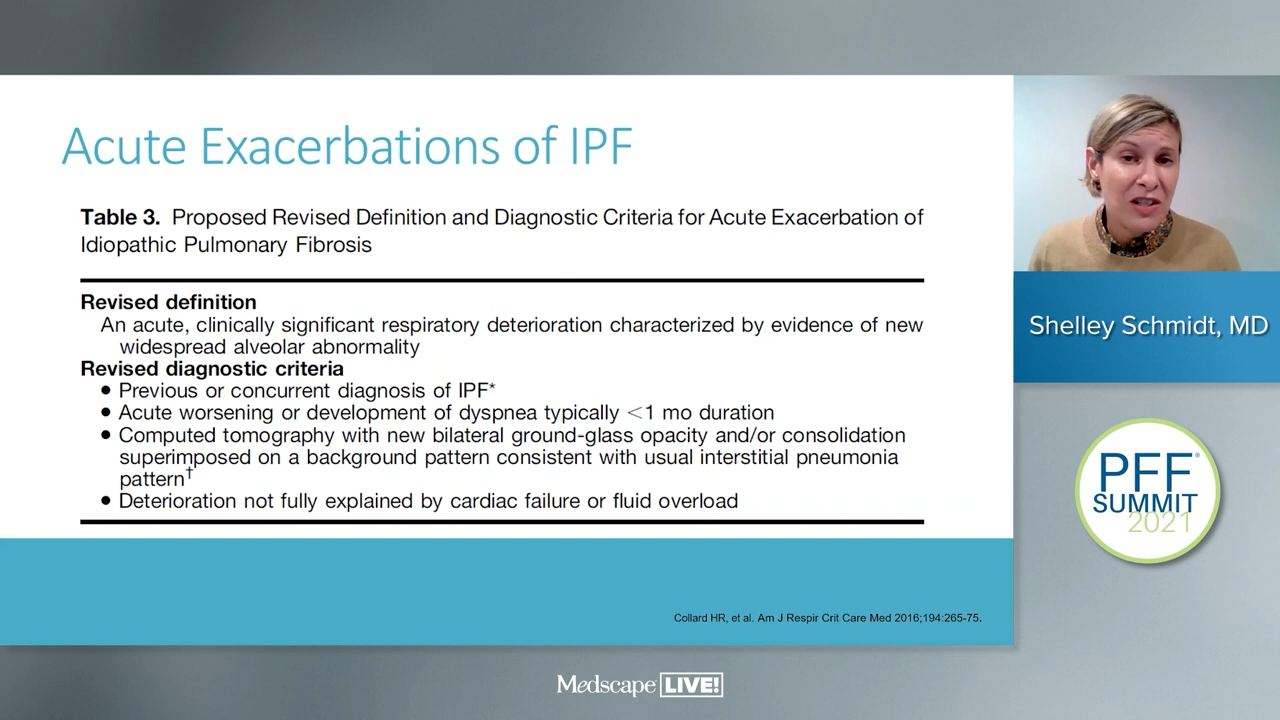 Acute Exacerbations of IPF
Table 3. Proposed Revised Definition and Diagnostic Criteria for Acute Exacerbation of
Idiopathic Pulmonary Fibrosis
Revised definition
An acute, clinically significant respiratory deterioration characterized by evidence of new
widespread alveolar abnormality
Revised diagnostic criteria
• Previous or concurrent diagnosis of IPF*
• Acute worsening or development of dyspnea typically <1 mo duration
• Computed tomography with new bilateral ground-glass opacity and/or consolidation
superimposed on a background pattern consistent with usual interstitial pneumonia
pattern†
• Deterioration not fully explained by cardiac failure or fluid overload
Collard HR, et al. Am J Respir Crit Care Med 2016;194:265-75.
Shelley Schmidt, MD
PFF®
SUMMIT
2021
Medscape LIVE!